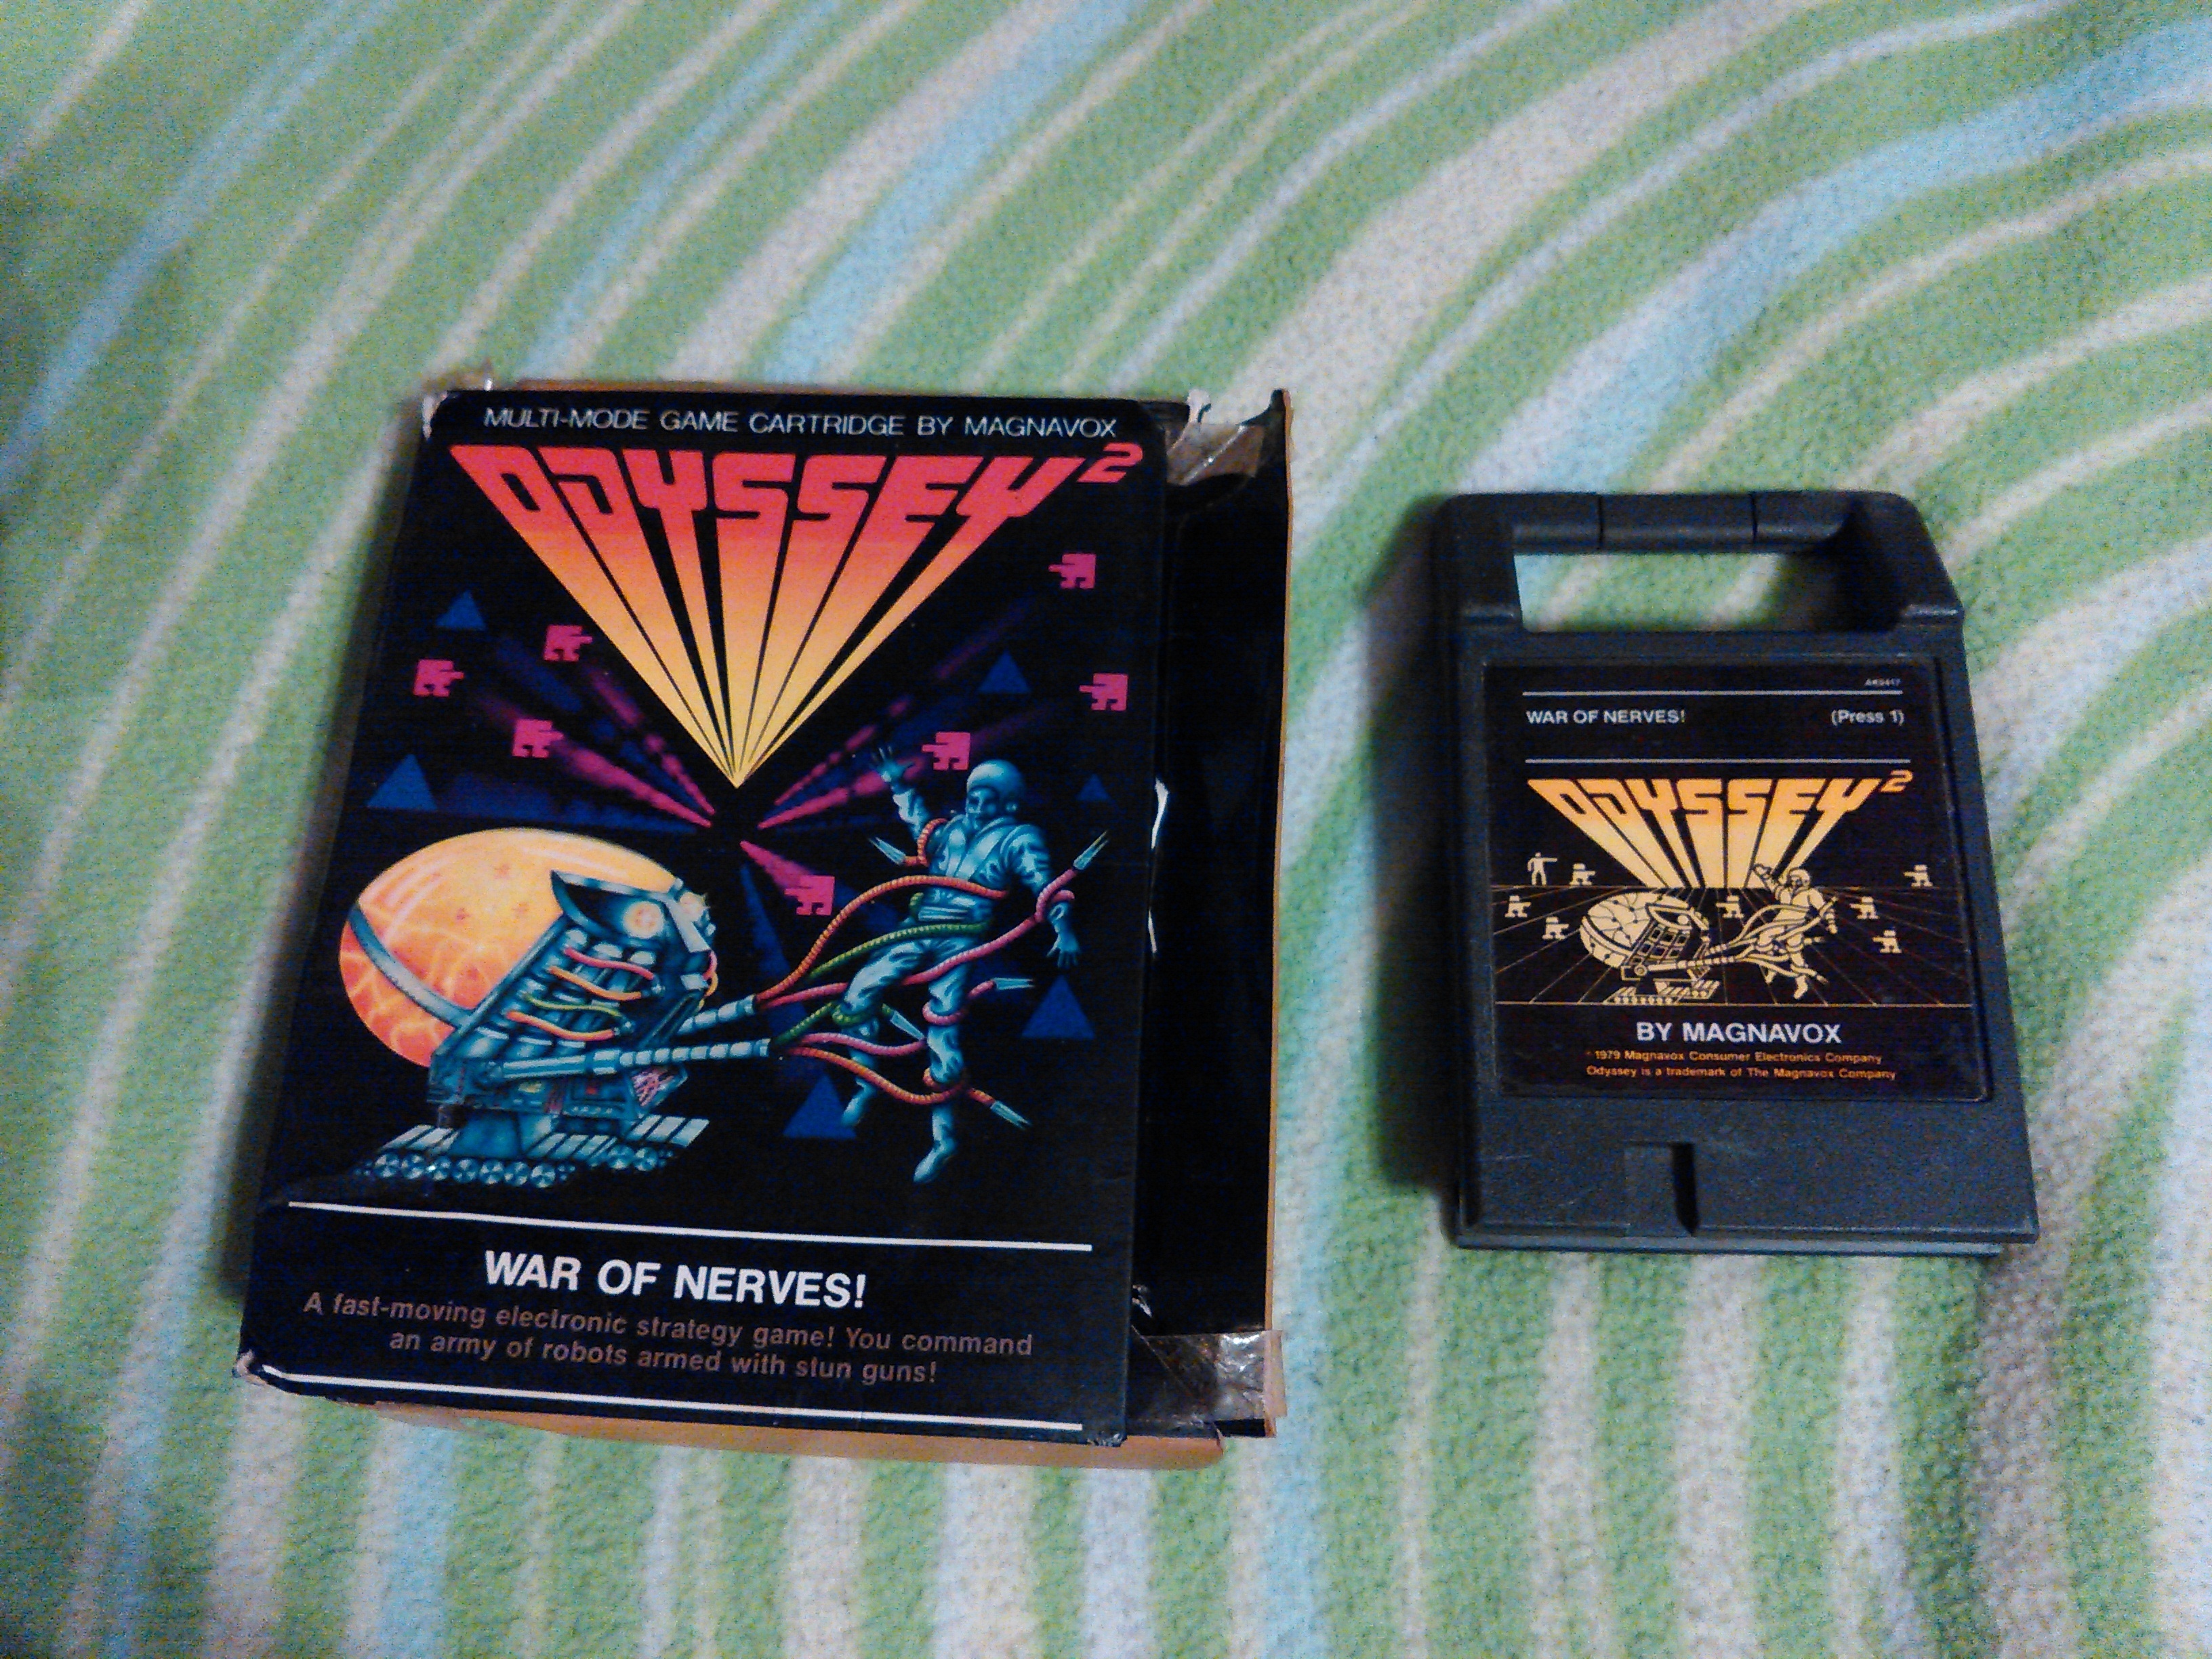 MULTI-MODE GAME CARTRIDGE BY MAGNAVOX
ODYSSEY²
WAR OF NERVES!
A fast-moving electronic strategy game! You command
an army of robots armed with stun guns!
WAR OF NERVES! (Press 1)
ODYSSEY²
BY MAGNAVOX
1979 Magnavox Consumer Electronics Company
Odyssey is a trademark of The Magnavox Company